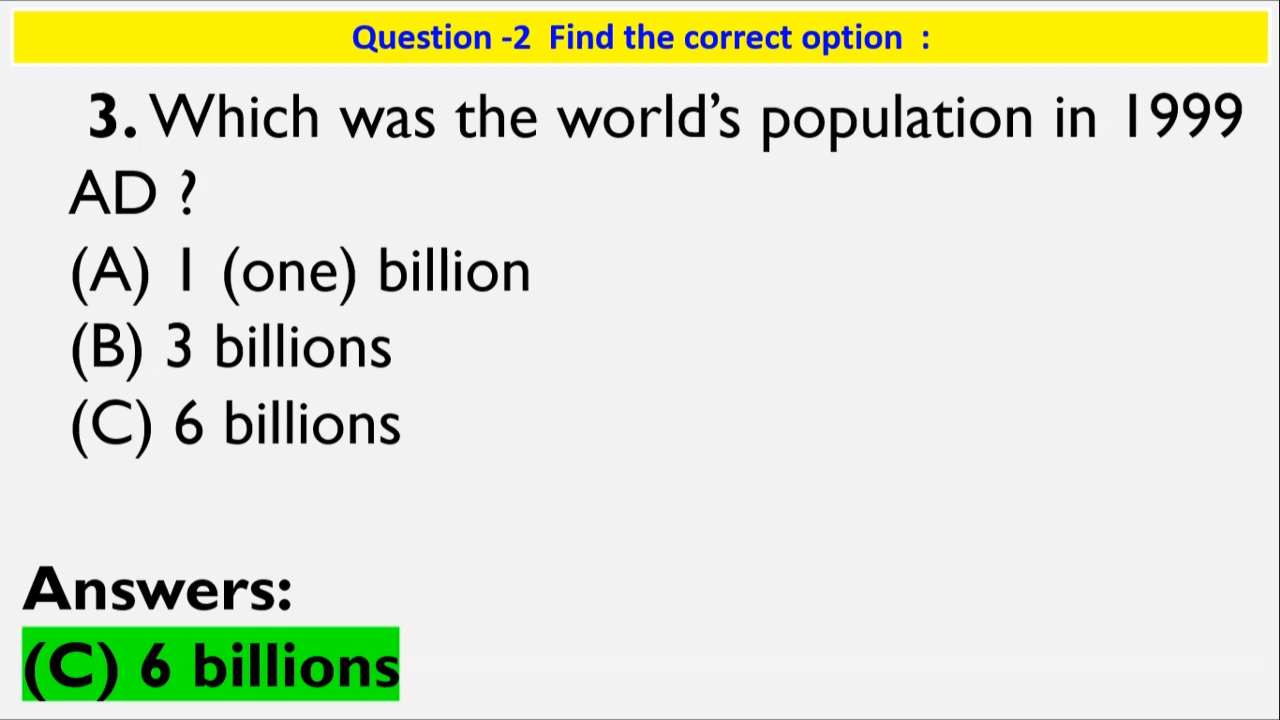 Question -2 Find the correct option :
3. Which was the world’s population in 1999
AD ?
(A) 1 (one) billion
(B) 3 billions
(C) 6 billions
Answers:
(C) 6 billions